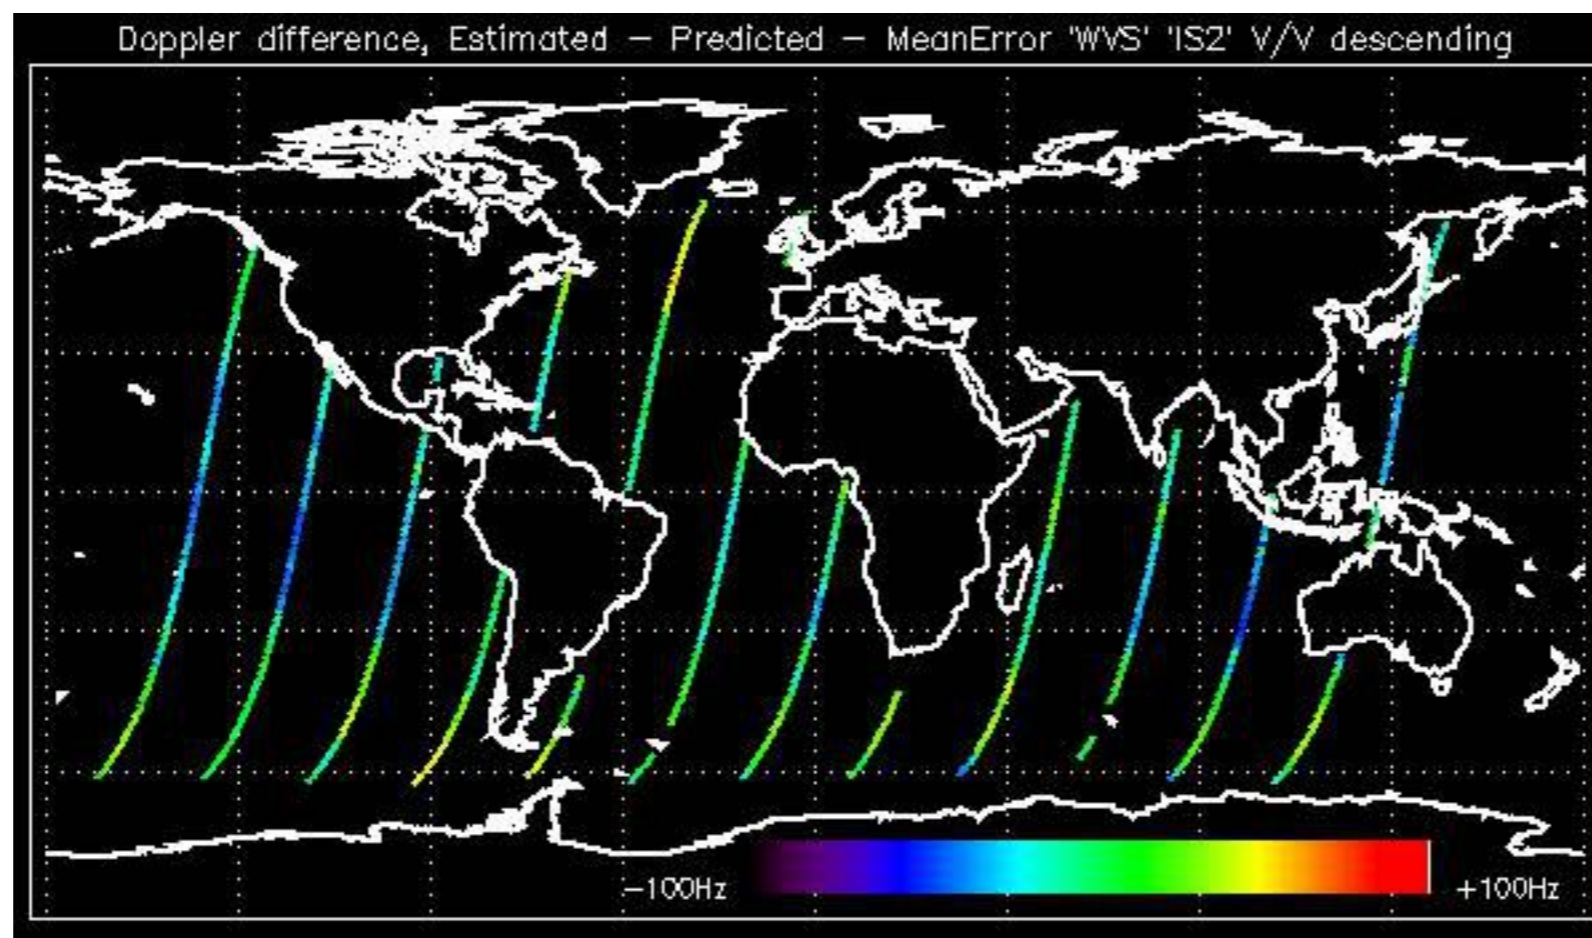 Doppler difference, Estimated – Predicted – MeanError 'WVS' 'IS2' V/V descending
−100Hz
+100Hz